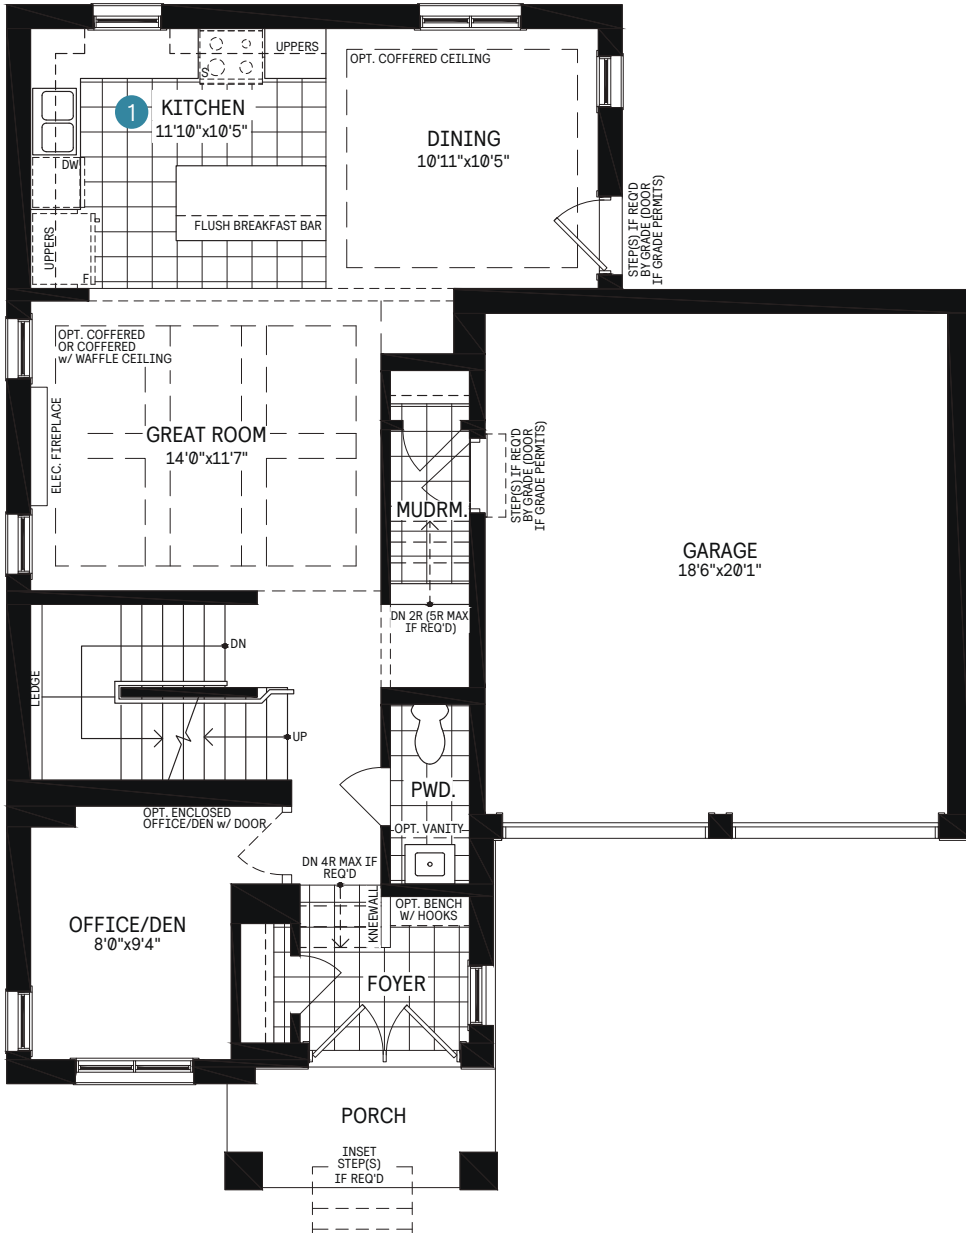 UPPERS
S
OPT. COFFERED CEILING
1
KITCHEN
11'10"x10'5"
DINING
10'11"x10'5"
DW
FLUSH BREAKFAST BAR
UPPERS
F
STEP(S) IF REQ'D
BY GRADE (DOOR
IF GRADE PERMITS)
OPT. COFFERED
OR COFFERED
w/ WAFFLE CEILING
ELEC. FIREPLACE
GREAT ROOM
14'0"x11'7"
STEP(S) IF REQ'D
BY GRADE (DOOR
IF GRADE PERMITS)
MUDRM.
GARAGE
18'6"x20'1"
DN 2R (5R MAX
IF REQ'D)
DN
LEDGE
UP
PWD.
OPT. VANITY
OPT. ENCLOSED
OFFICE/DEN w/ DOOR
DN 4R MAX IF
REQ'D
KNEEWALL
OPT. BENCH
W/ HOOKS
OFFICE/DEN
8'0"x9'4"
FOYER
PORCH
INSET
STEP(S)
IF REQ'D